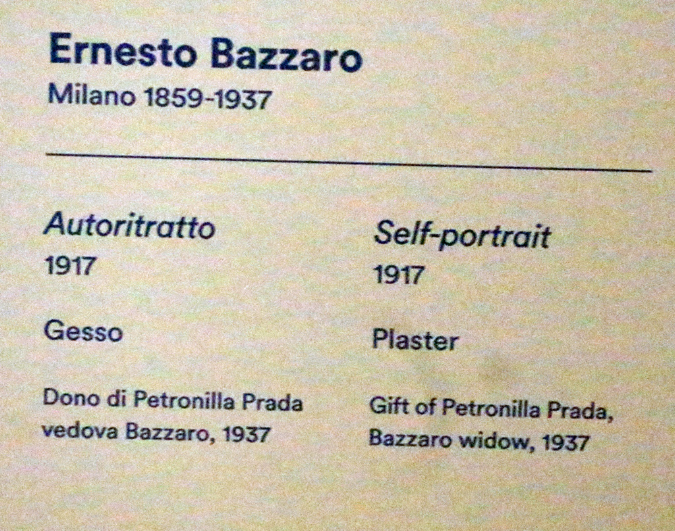 Ernesto Bazzaro
Milano 1859-1937
Autoritratto
1917
Gesso
Dono di Petronilla Prada
vedova Bazzaro, 1937
Self-portrait
1917
Plaster
Gift of Petronilla Prada,
Bazzaro widow, 1937